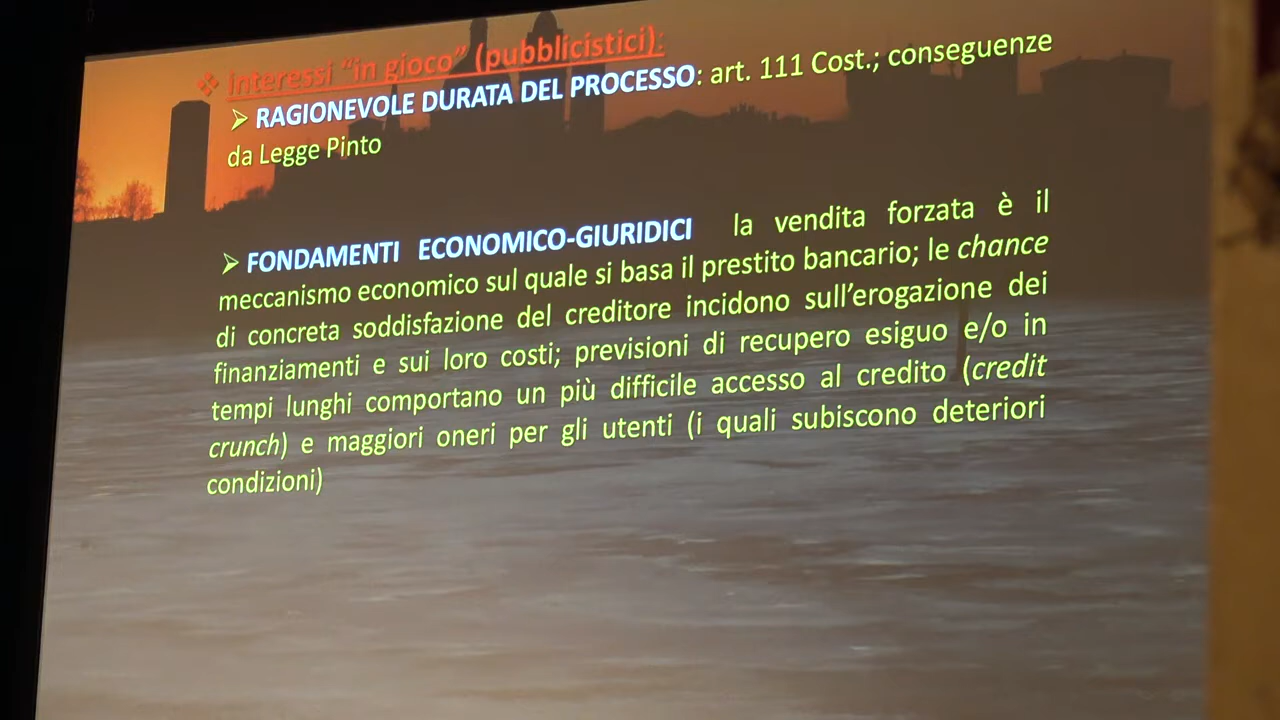 ❖ Interessi “in gioco” (pubblicistici):
➢ RAGIONEVOLE DURATA DEL PROCESSO: art. 111 Cost.; conseguenze
da Legge Pinto
➢ FONDAMENTI ECONOMICO-GIURIDICI la vendita forzata è il
meccanismo economico sul quale si basa il prestito bancario; le chance
di concreta soddisfazione del creditore incidono sull’erogazione dei
finanziamenti e sui loro costi; previsioni di recupero esiguo e/o in
tempi lunghi comportano un più difficile accesso al credito (credit
crunch) e maggiori oneri per gli utenti (i quali subiscono deteriori
condizioni)